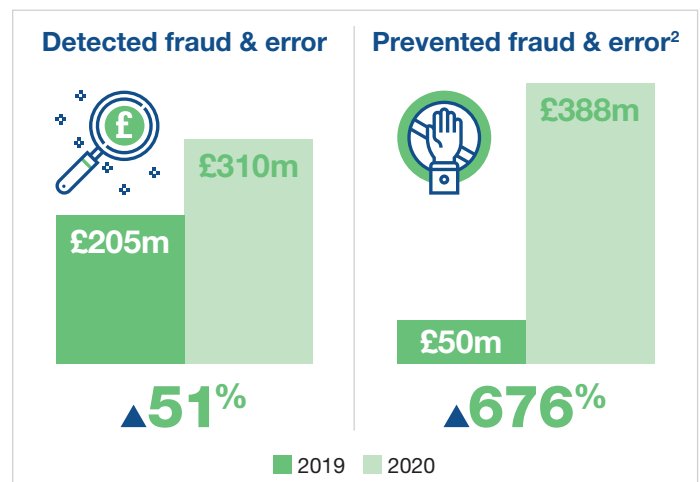 Detected fraud & error
£
£310m
£205m
▲51%
Prevented fraud & error²
£388m
£50m
▲676%
2019
2020